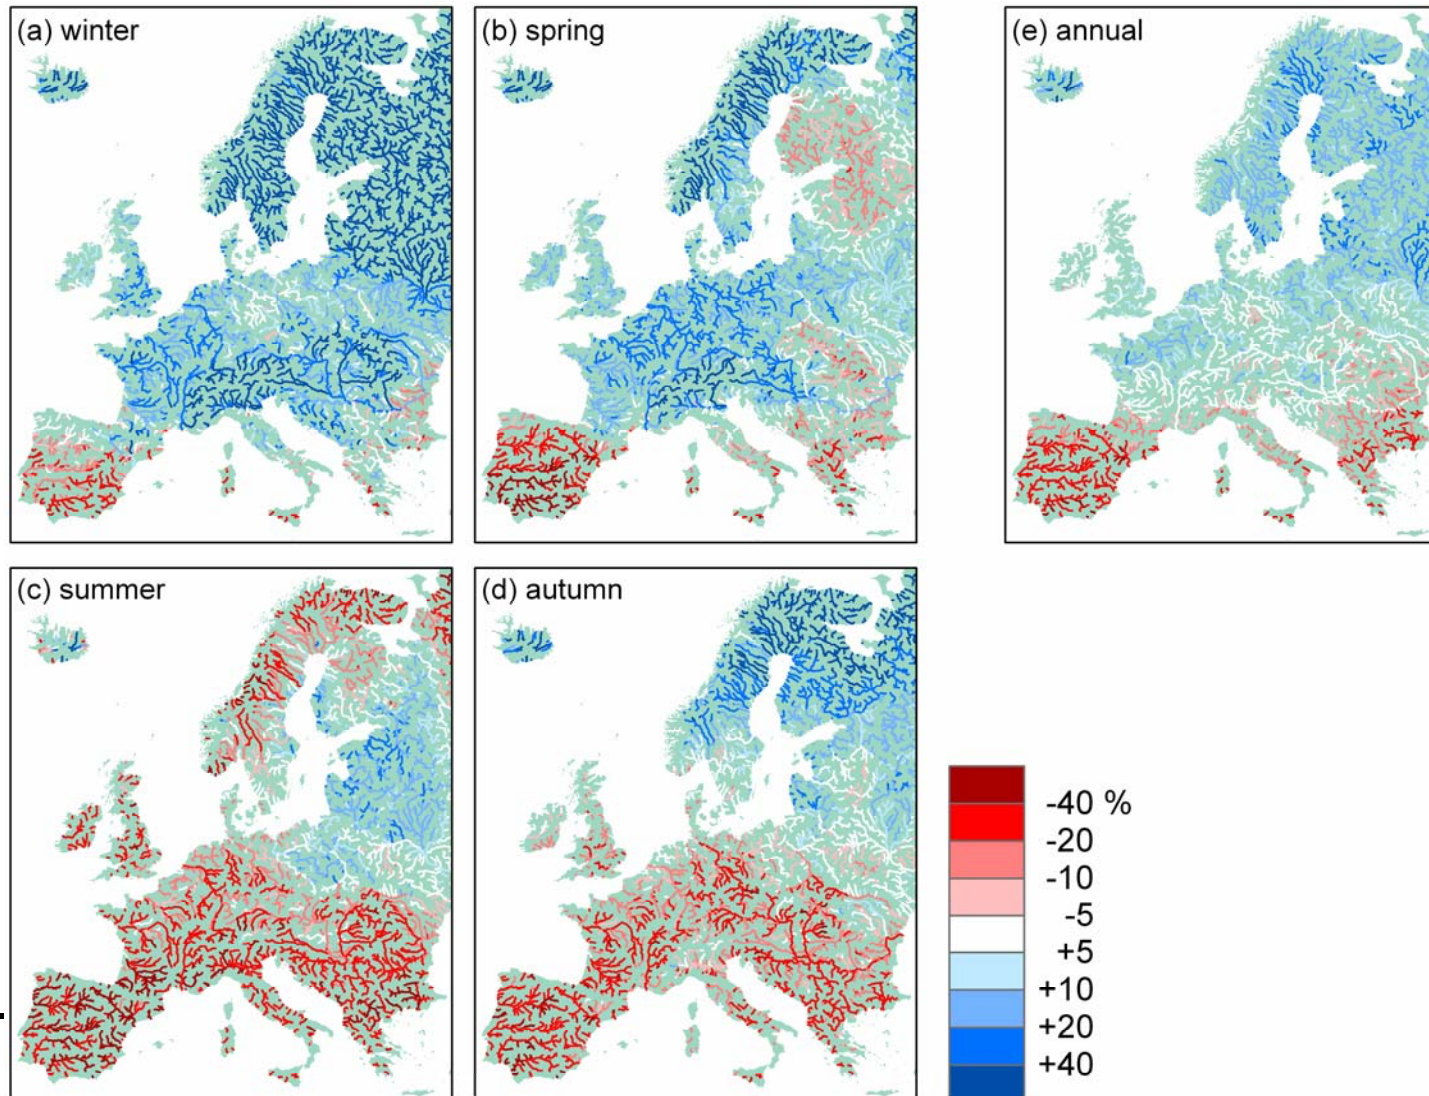 (a) winter
(b) spring
(e) annual
(c) summer
(d) autumn
-40 %
-20
-10
-5
+5
+10
+20
+40